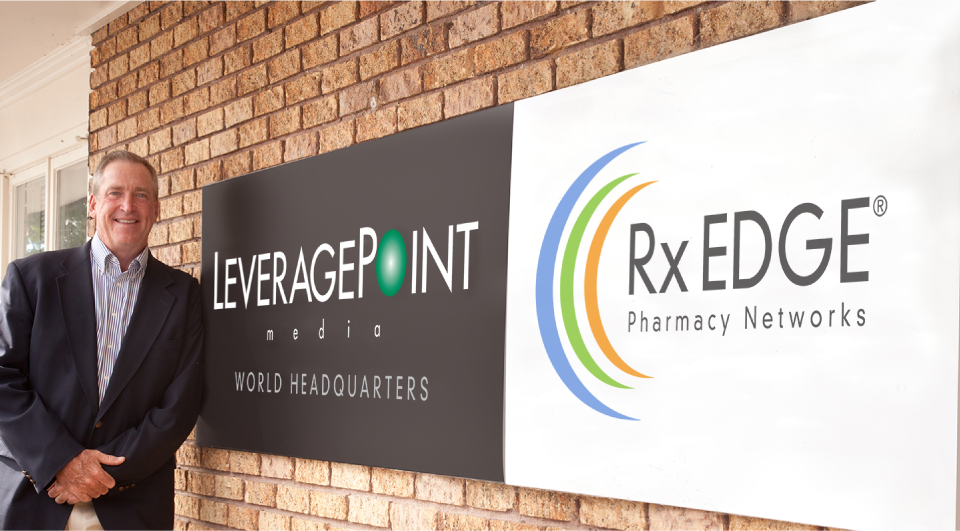 LEVERAGEPOINT
media
WORLD HEADQUARTERS
Rx EDGE®
Pharmacy Networks